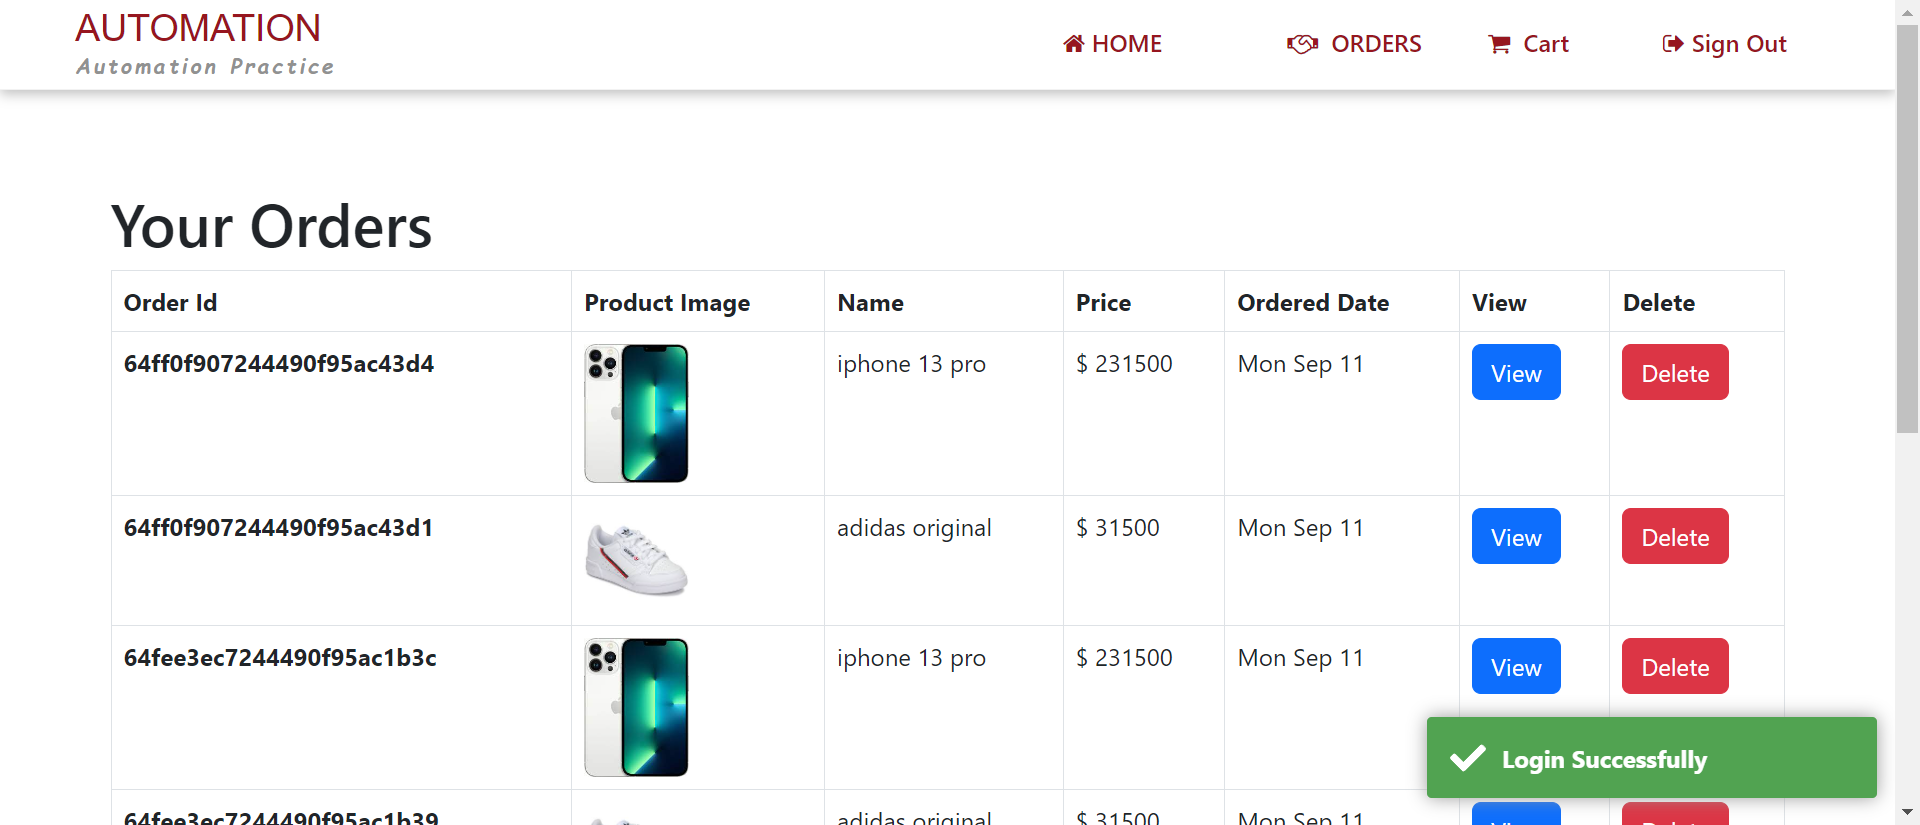 AUTOMATION
Automation Practice
HOME
ORDERS
Cart
Sign Out
Your Orders
Order Id Product Image Name Price Ordered Date View Delete
64ff0f907244490f95ac43d4 iphone 13 pro $ 231500 Mon Sep 11 View Delete
64ff0f907244490f95ac43d1 adidas original $ 31500 Mon Sep 11 View Delete
64fee3ec7244490f95ac1b3c iphone 13 pro $ 231500 Mon Sep 11 View Delete
Login Successfully
64fee3ec7244490f95ac1b39 adidas original $ 31500 Mon Sep 11